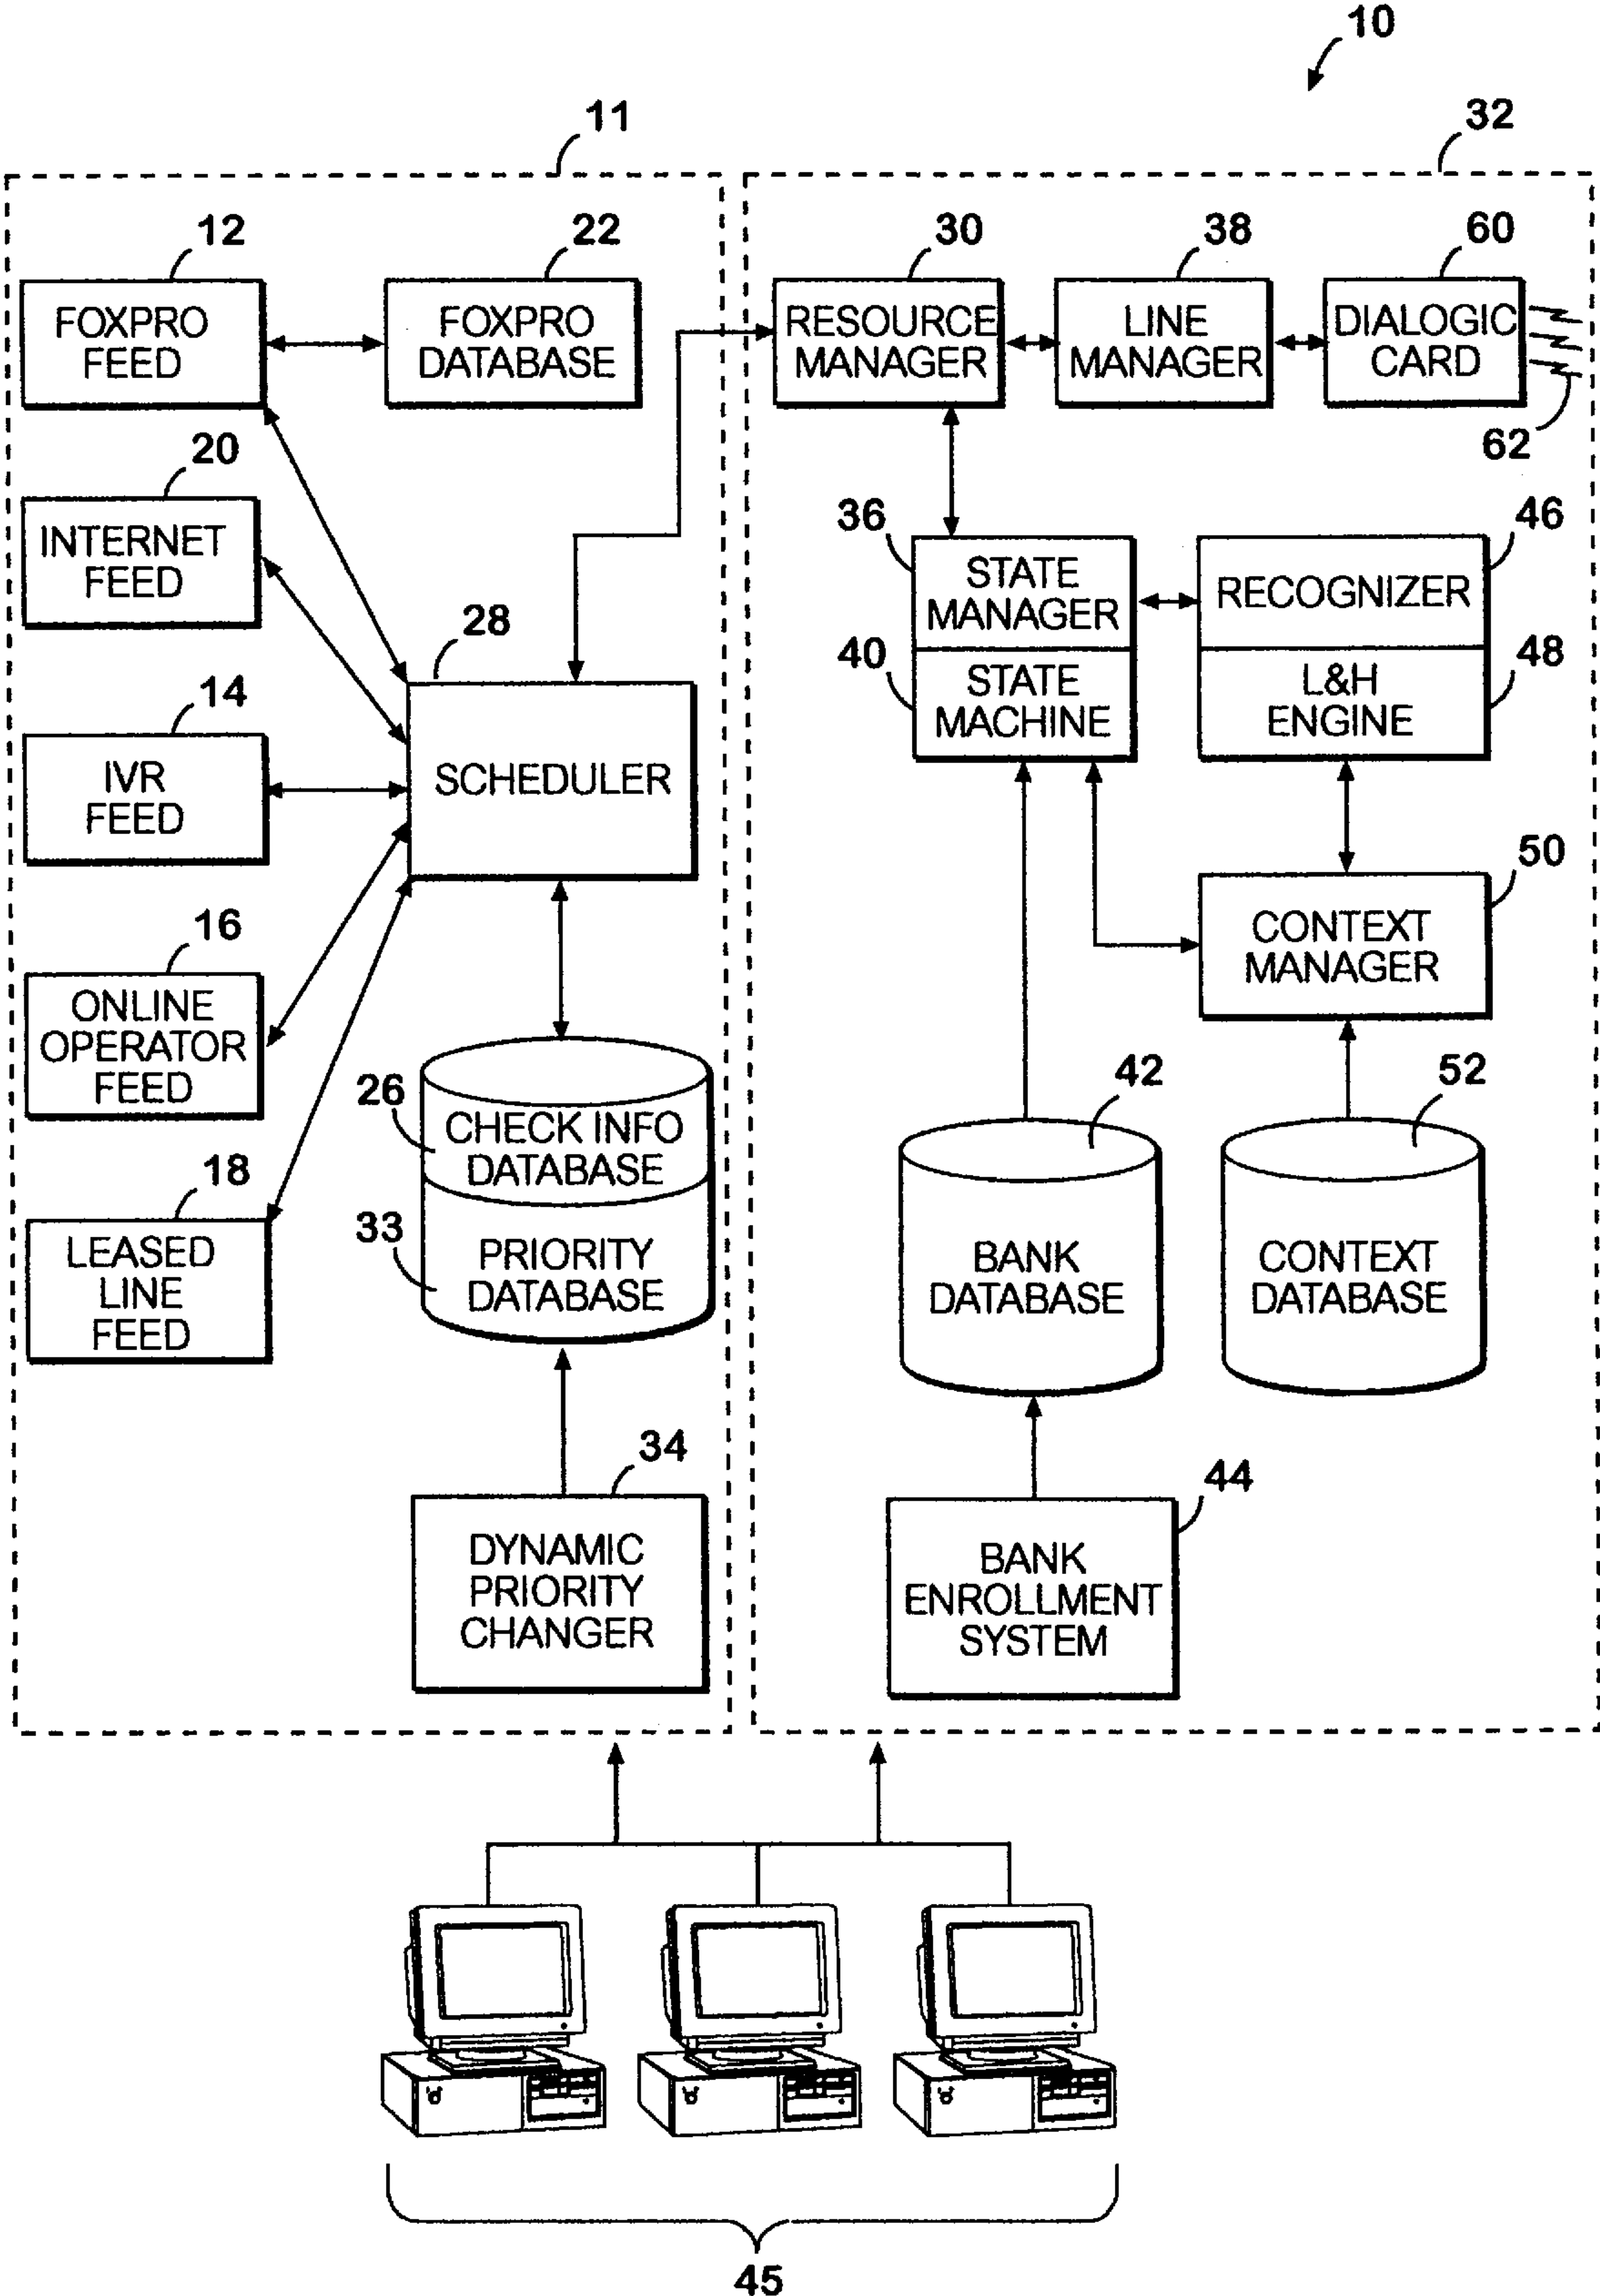 10
11
32
12
22
30
38
60
FOXPRO
FEED
FOXPRO
DATABASE
RESOURCE
MANAGER
LINE
MANAGER
DIALOGIC
CARD
62
20
INTERNET
FEED
36
STATE
MANAGER
46
RECOGNIZER
28
SCHEDULER
40
STATE
MACHINE
48
L&H
ENGINE
14
IVR
FEED
50
CONTEXT
MANAGER
16
ONLINE
OPERATOR
FEED
26
CHECK INFO
DATABASE
42
52
18
LEASED
LINE
FEED
33
PRIORITY
DATABASE
BANK
DATABASE
CONTEXT
DATABASE
34
DYNAMIC
PRIORITY
CHANGER
44
BANK
ENROLLMENT
SYSTEM
45